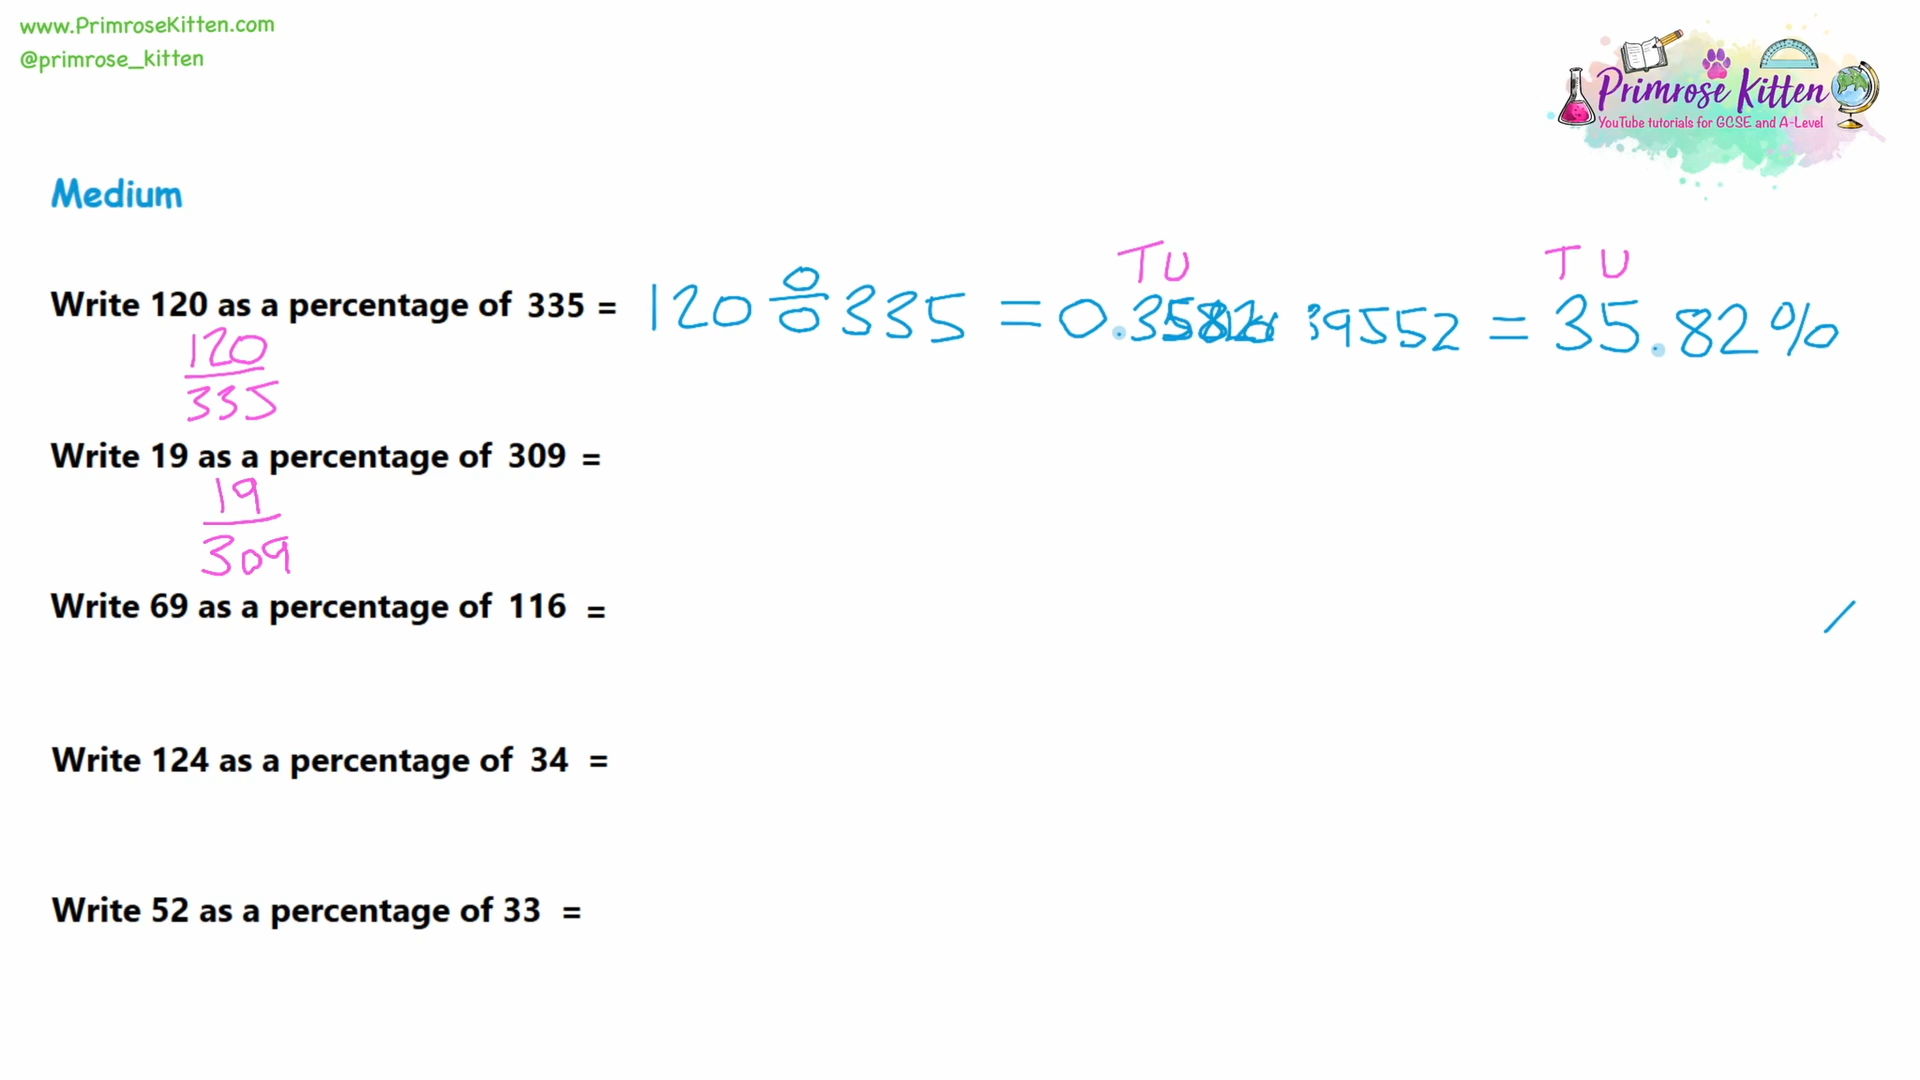 www.PrimroseKitten.com
@primrose_kitten
Primrose Kitten
YouTube tutorials for GCSE and A-Level
Medium
T U T U
Write 120 as a percentage of 335 = 120 ÷ 335 = 0.3582 39552 = 35.82%
120
335
Write 19 as a percentage of 309 =
19
309
Write 69 as a percentage of 116 =
Write 124 as a percentage of 34 =
Write 52 as a percentage of 33 =